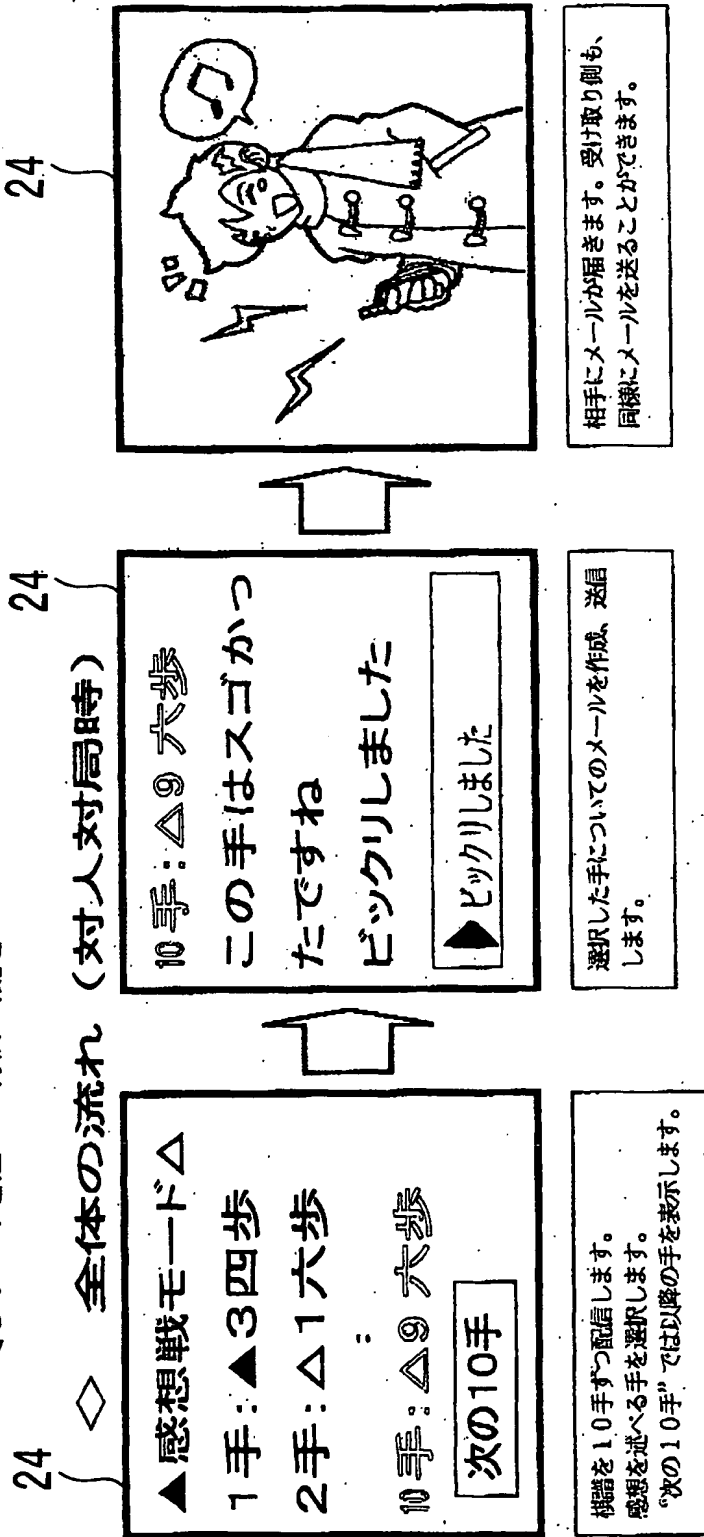 ◇ 全体の流れ (対人対局時)
24
▲感想戦モード△
1手:▲3四歩
2手:△1六歩
:
10手:△9六歩
次の10手
棋譜を10手ずつ配信します。
感想を述べる手を選択します。
“次の10手”では以降の手を表示します。
24
10手:△9六歩
この手はスゴかっ
たですね
ビックリしました
▶ビックリしました
選択した手についてのメールを作成、送信
します。
24
相手にメールが届きます。受け取り側も、
同様にメールを送ることができます。